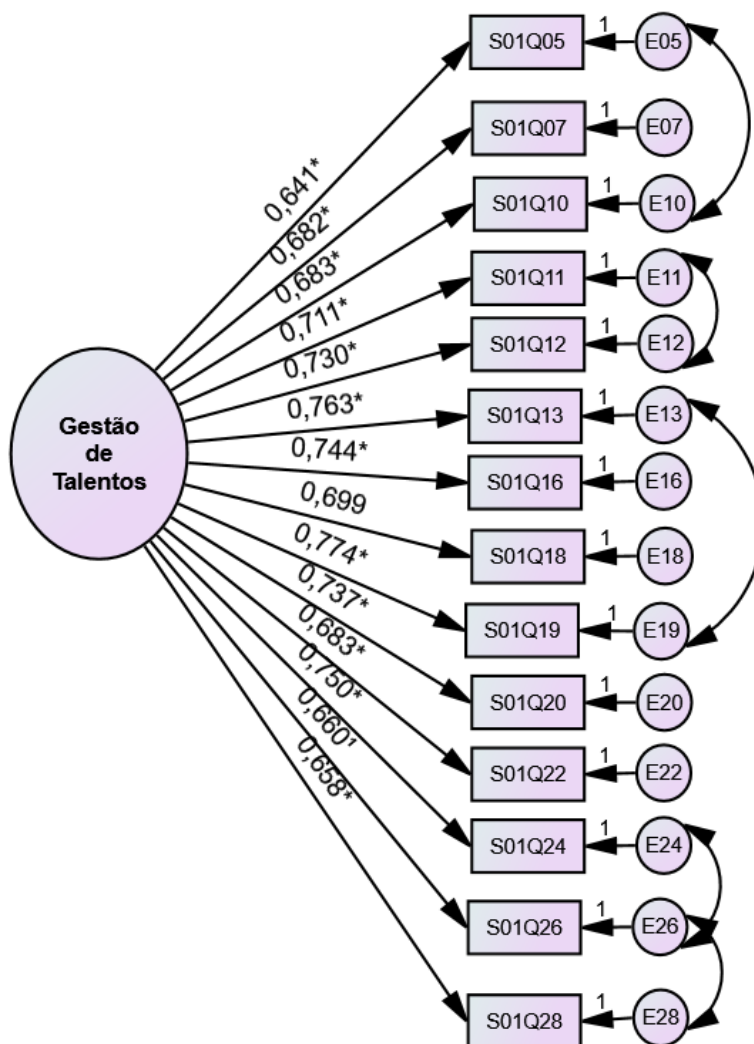 1
S01Q05
E05
1
S01Q07
E07
0,641*
1
S01Q10
E10
0,682*
0,683*
1
S01Q11
E11
0,711*
1
S01Q12
E12
0,730*
0,763*
1
S01Q13
E13
Gestão
de
Talentos
0,744*
1
S01Q16
E16
0,699
1
S01Q18
E18
0,774*
0,737*
1
S01Q19
E19
0,683*
0,750*
1
S01Q20
E20
0,660¹
0,658*
1
S01Q22
E22
1
S01Q24
E24
1
S01Q26
E26
1
S01Q28
E28